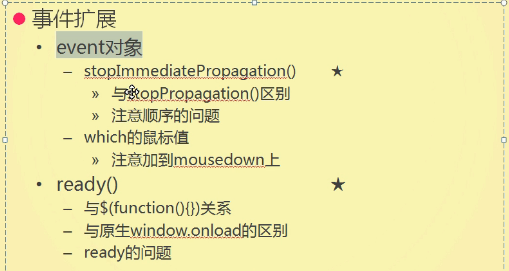 事件扩展
event对象
stopImmediatePropagation() ★
与stopPropagation()区别
注意顺序的问题
which的鼠标值
注意加到mousedown上
ready() ★
与$(function(){})关系
与原生window.onload的区别
ready的问题